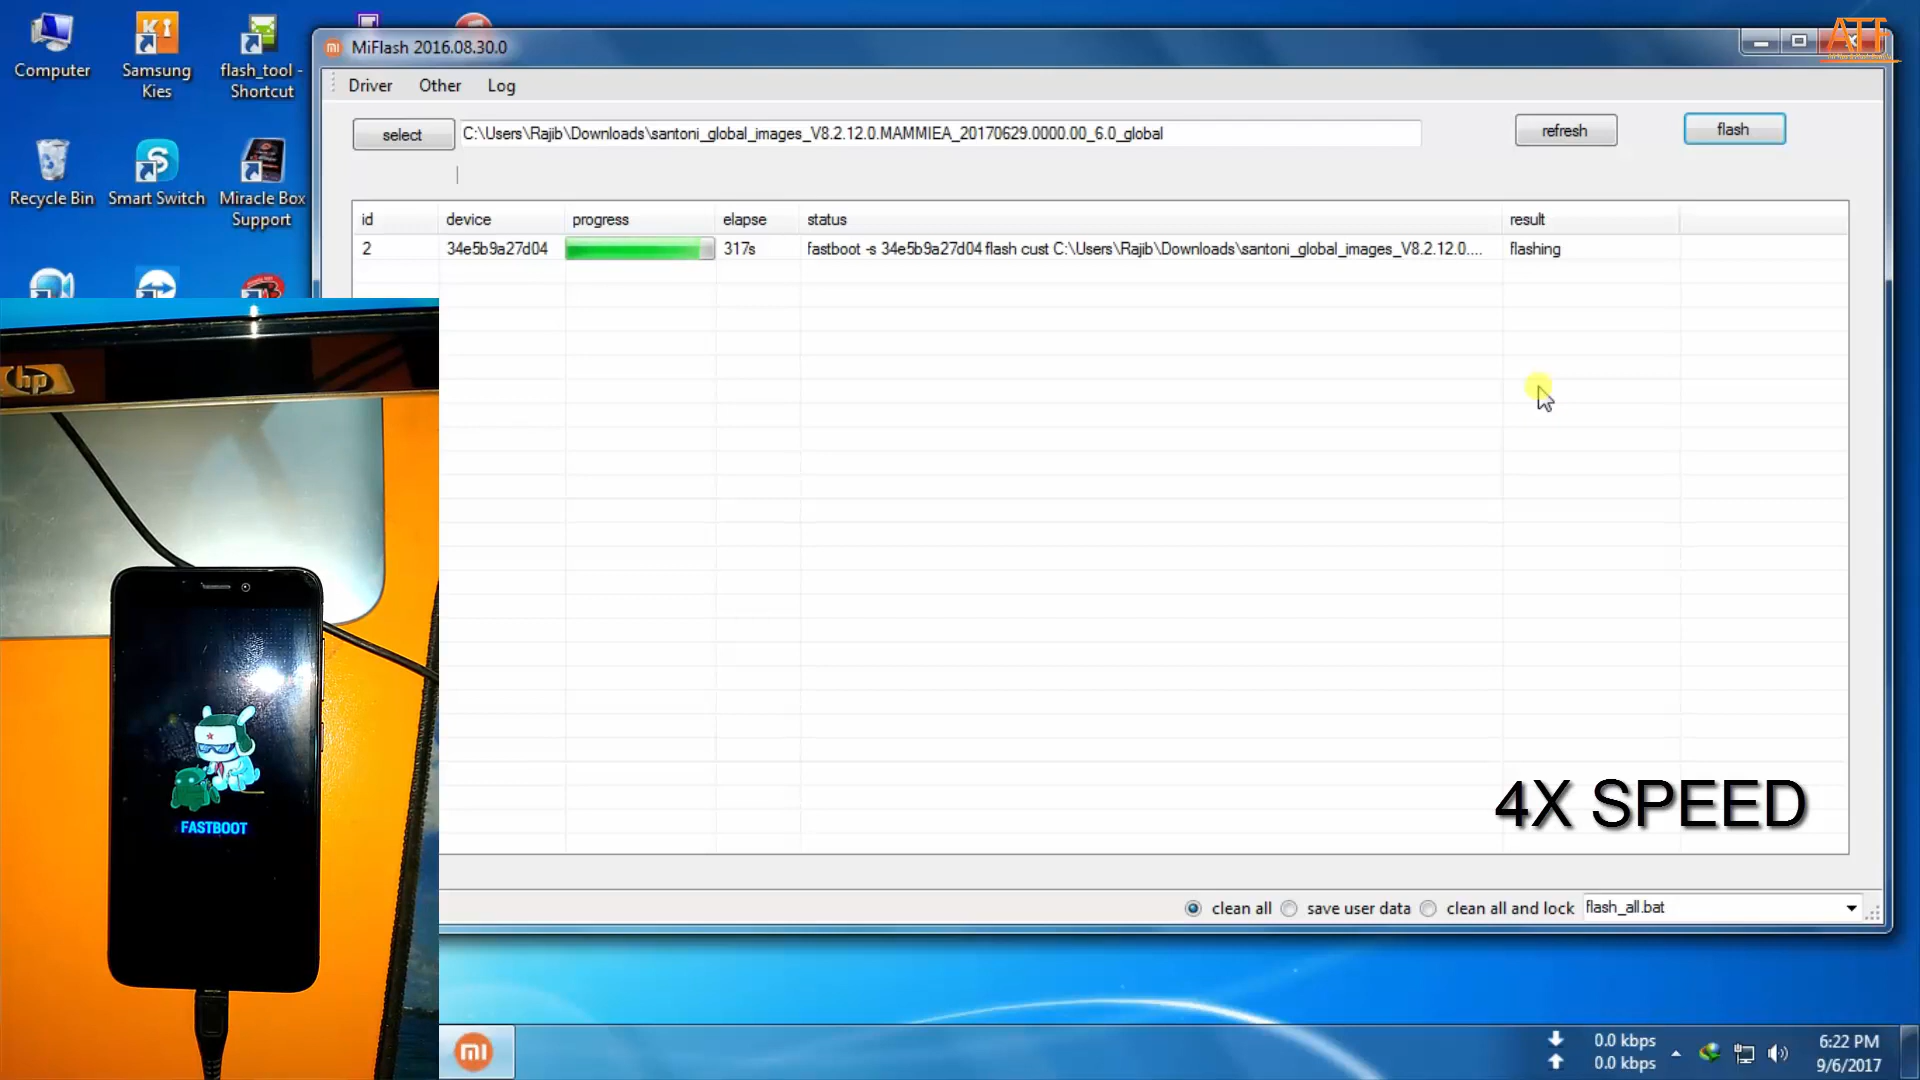 Computer
Samsung
Kies
flash_tool -
Shortcut
Recycle Bin
Smart Switch
Miracle Box
Support
MiFlash 2016.08.30.0
ATF
Driver Other Log
select C:\Users\Rajib\Downloads\santoni_global_images_V8.2.12.0.MAMMIEA_20170629.0000.00_6.0_global refresh flash
id device progress elapse status result
2 34e5b9a27d04 317s fastboot -s 34e5b9a27d04 flash cust C:\Users\Rajib\Downloads\santoni_global_images_V8.2.12.0.... flashing
hp
FASTBOOT
4X SPEED
clean all save user data clean all and lock flash_all.bat
0.0 kbps
0.0 kbps
6:22 PM
9/6/2017